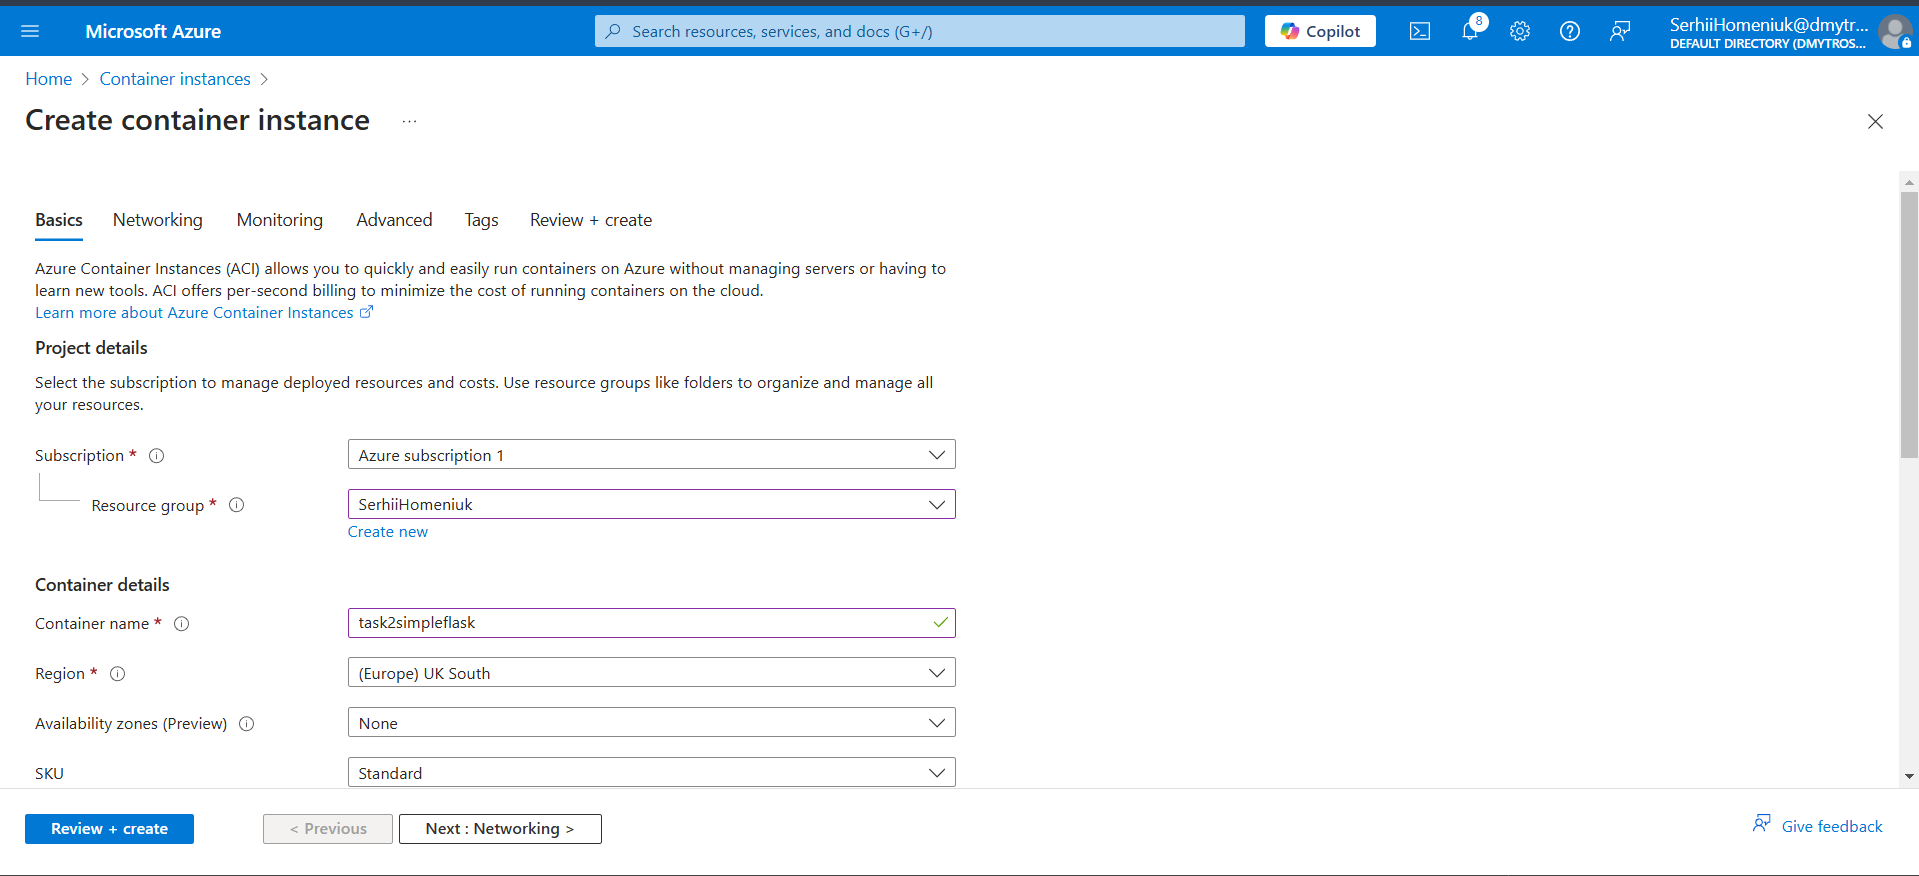 Microsoft Azure
Search resources, services, and docs (G+/)
Copilot
8
SerhiiHomeniuk@dmytr...
DEFAULT DIRECTORY (DMYTROS...
Home > Container instances >
Create container instance ...
Basics Networking Monitoring Advanced Tags Review + create
Azure Container Instances (ACI) allows you to quickly and easily run containers on Azure without managing servers or having to
learn new tools. ACI offers per-second billing to minimize the cost of running containers on the cloud.
Learn more about Azure Container Instances
Project details
Select the subscription to manage deployed resources and costs. Use resource groups like folders to organize and manage all
your resources.
Subscription * Azure subscription 1
Resource group * SerhiiHomeniuk
Create new
Container details
Container name * task2simpleflask
Region * (Europe) UK South
Availability zones (Preview) None
SKU Standard
Review + create < Previous Next : Networking > Give feedback